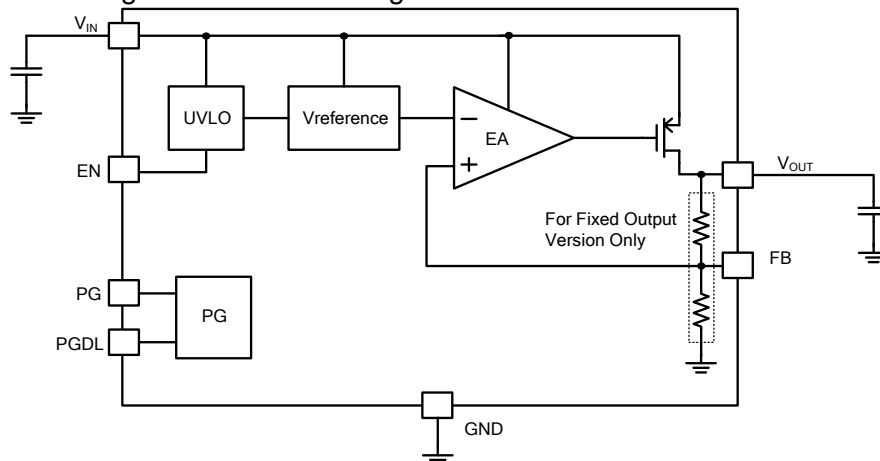 V_IN
UVLO
Vreference
−
EA
+
EN
V_OUT
For Fixed Output
Version Only
FB
PG
PG
PGDL
GND